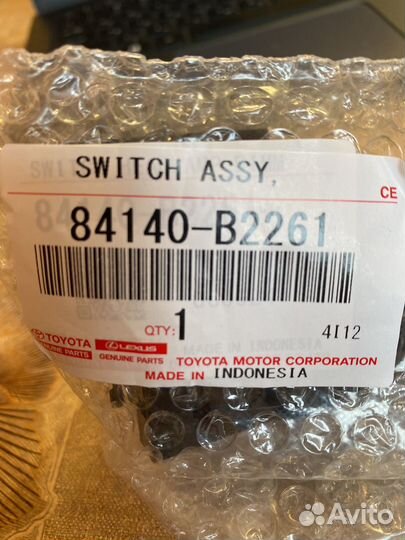 SWITCH ASSY,
CE
84140-B2261
QTY: 1
4I12
TOYOTA
GENUINE PARTS
LEXUS
GENUINE PARTS
TOYOTA MOTOR CORPORATION
MADE IN INDONESIA
Avito